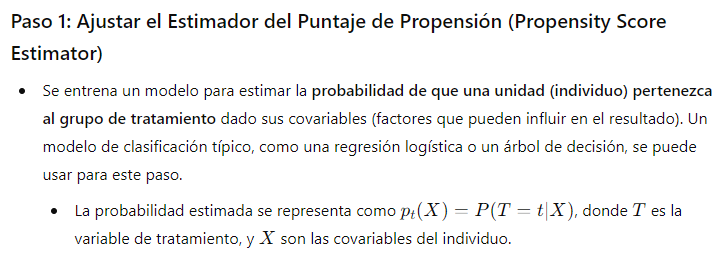 Paso 1: Ajustar el Estimador del Puntaje de Propensión (Propensity Score
Estimator)
• Se entrena un modelo para estimar la probabilidad de que una unidad (individuo) pertenezca
al grupo de tratamiento dado sus covariables (factores que pueden influir en el resultado). Un
modelo de clasificación típico, como una regresión logística o un árbol de decisión, se puede
usar para este paso.
• La probabilidad estimada se representa como $p_t(X) = P(T = t|X)$, donde $T$ es la
variable de tratamiento, y $X$ son las covariables del individuo.